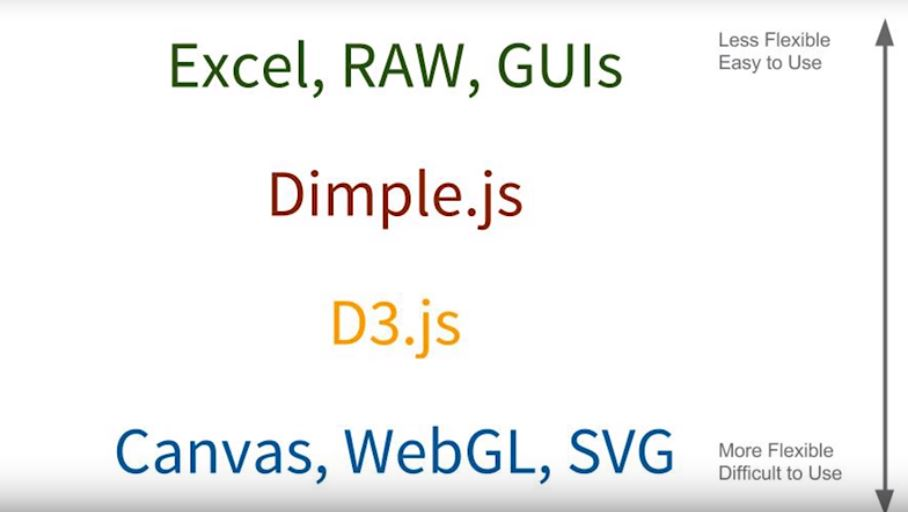 Excel, RAW, GUIs
Less Flexible
Easy to Use
Dimple.js
D3.js
Canvas, WebGL, SVG
More Flexible
Difficult to Use